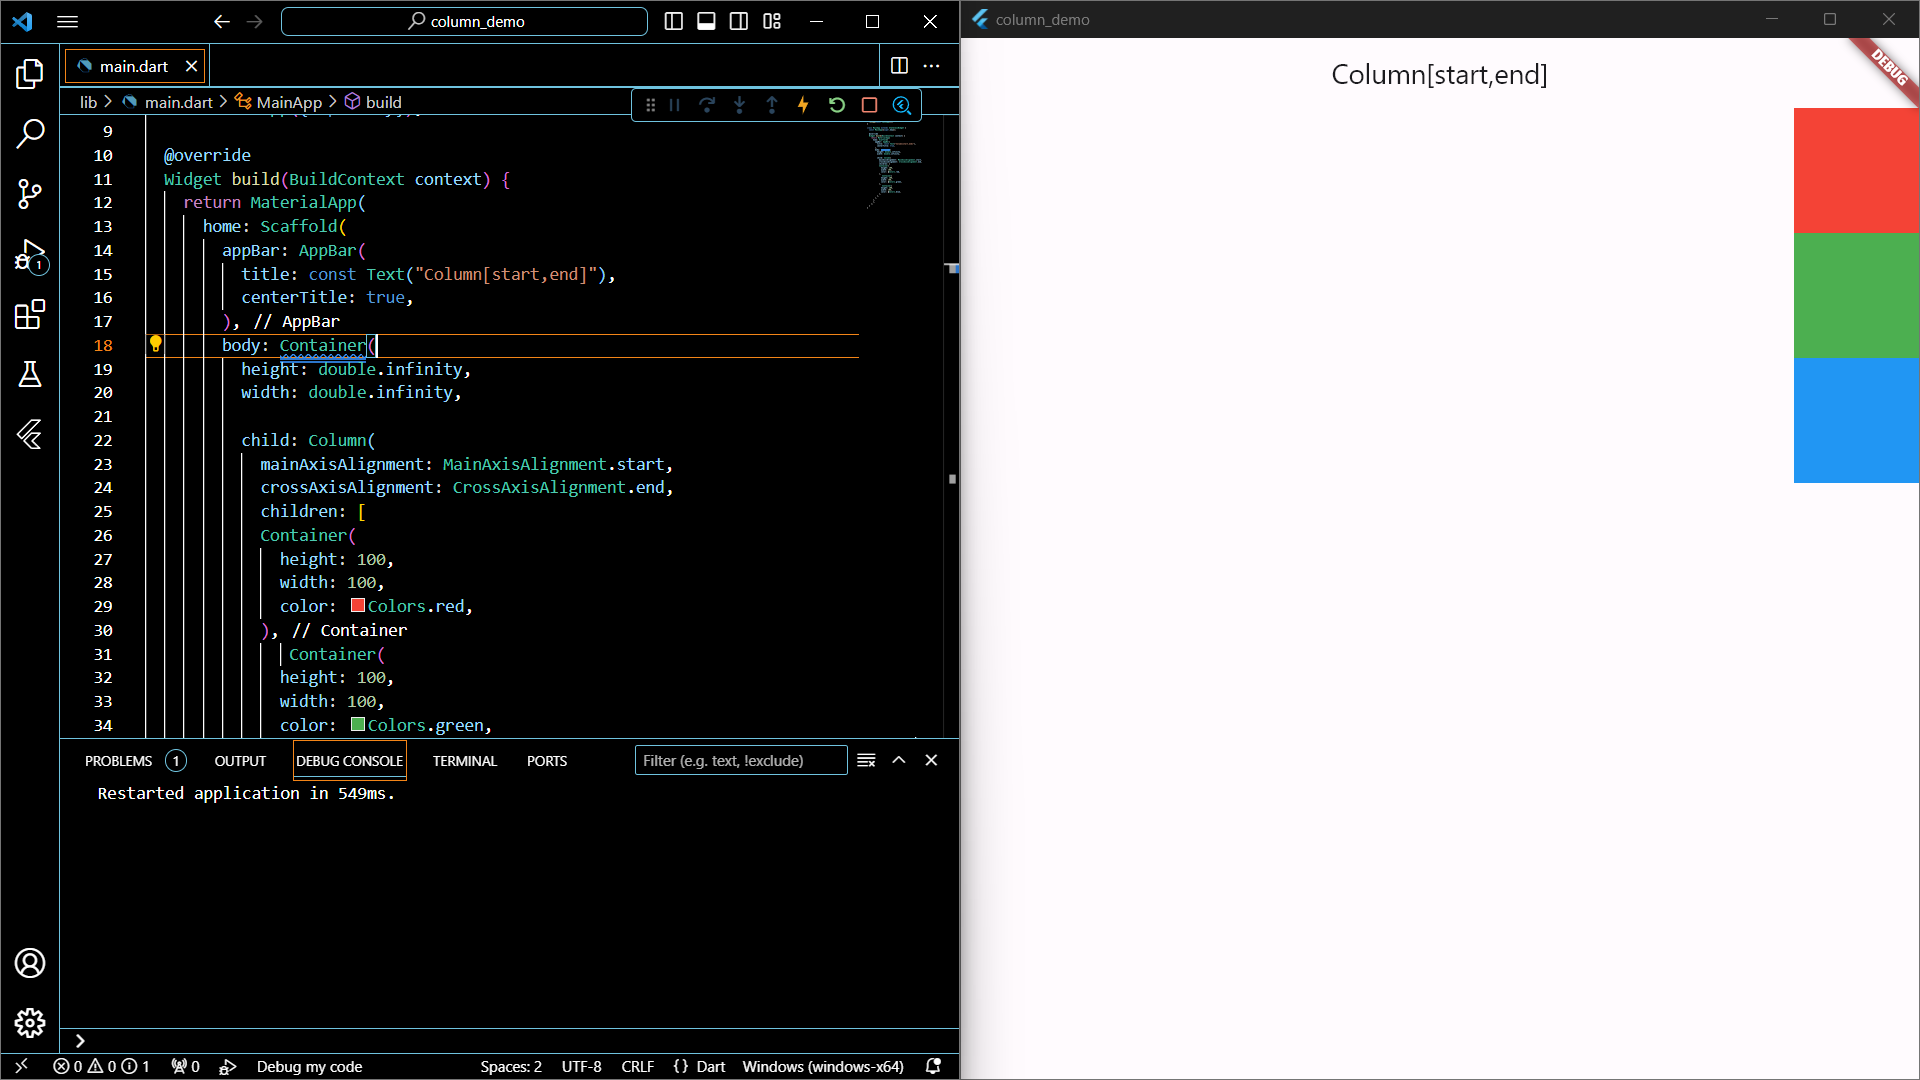 column_demo
main.dart
lib > main.dart > MainApp > build
9
10 @override
11 Widget build(BuildContext context) {
12 return MaterialApp(
13 home: Scaffold(
14 appBar: AppBar(
15 title: const Text("Column[start,end]"),
16 centerTitle: true,
17 ), // AppBar
18 body: Container(
19 height: double.infinity,
20 width: double.infinity,
21
22 child: Column(
23 mainAxisAlignment: MainAxisAlignment.start,
24 crossAxisAlignment: CrossAxisAlignment.end,
25 children: [
26 Container(
27 height: 100,
28 width: 100,
29 color: Colors.red,
30 ), // Container
31 Container(
32 height: 100,
33 width: 100,
34 color: Colors.green,
1
PROBLEMS 1 OUTPUT DEBUG CONSOLE TERMINAL PORTS Filter (e.g. text, !exclude)
Restarted application in 549ms.
0 0 1 0 Debug my code Spaces: 2 UTF-8 CRLF {} Dart Windows (windows-x64)
column_demo
Column[start,end]
DEBUG